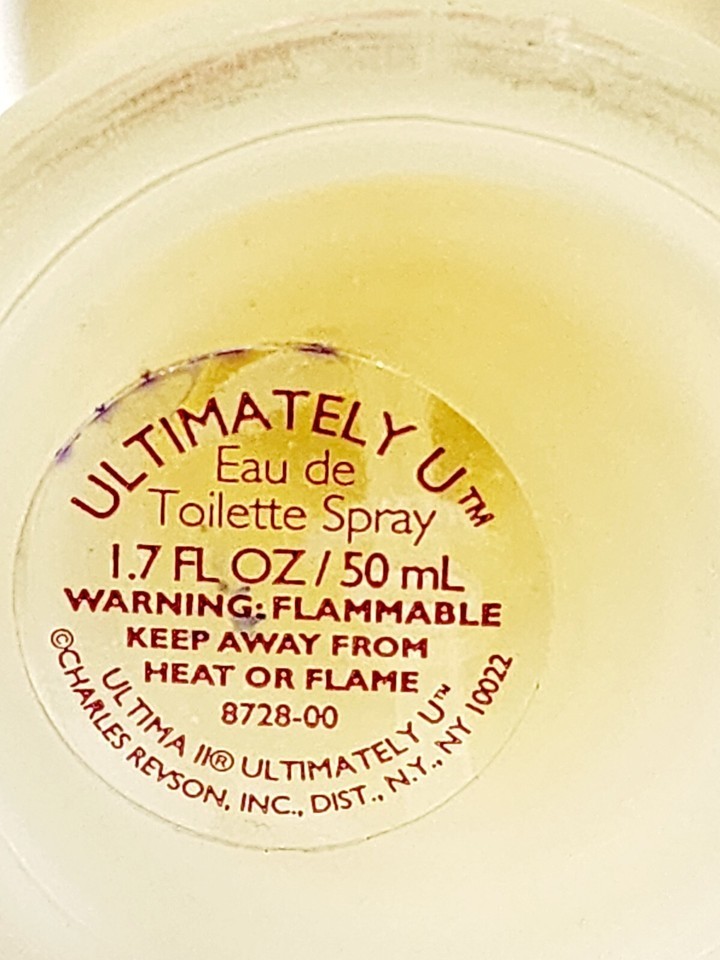 ULTIMATELY U™
Eau de
Toilette Spray
1.7 FL OZ / 50 mL
WARNING: FLAMMABLE
KEEP AWAY FROM
HEAT OR FLAME
8728-00
ULTIMA II® ULTIMATELY U™
©CHARLES REVSON, INC., DIST., N.Y., NY 10022